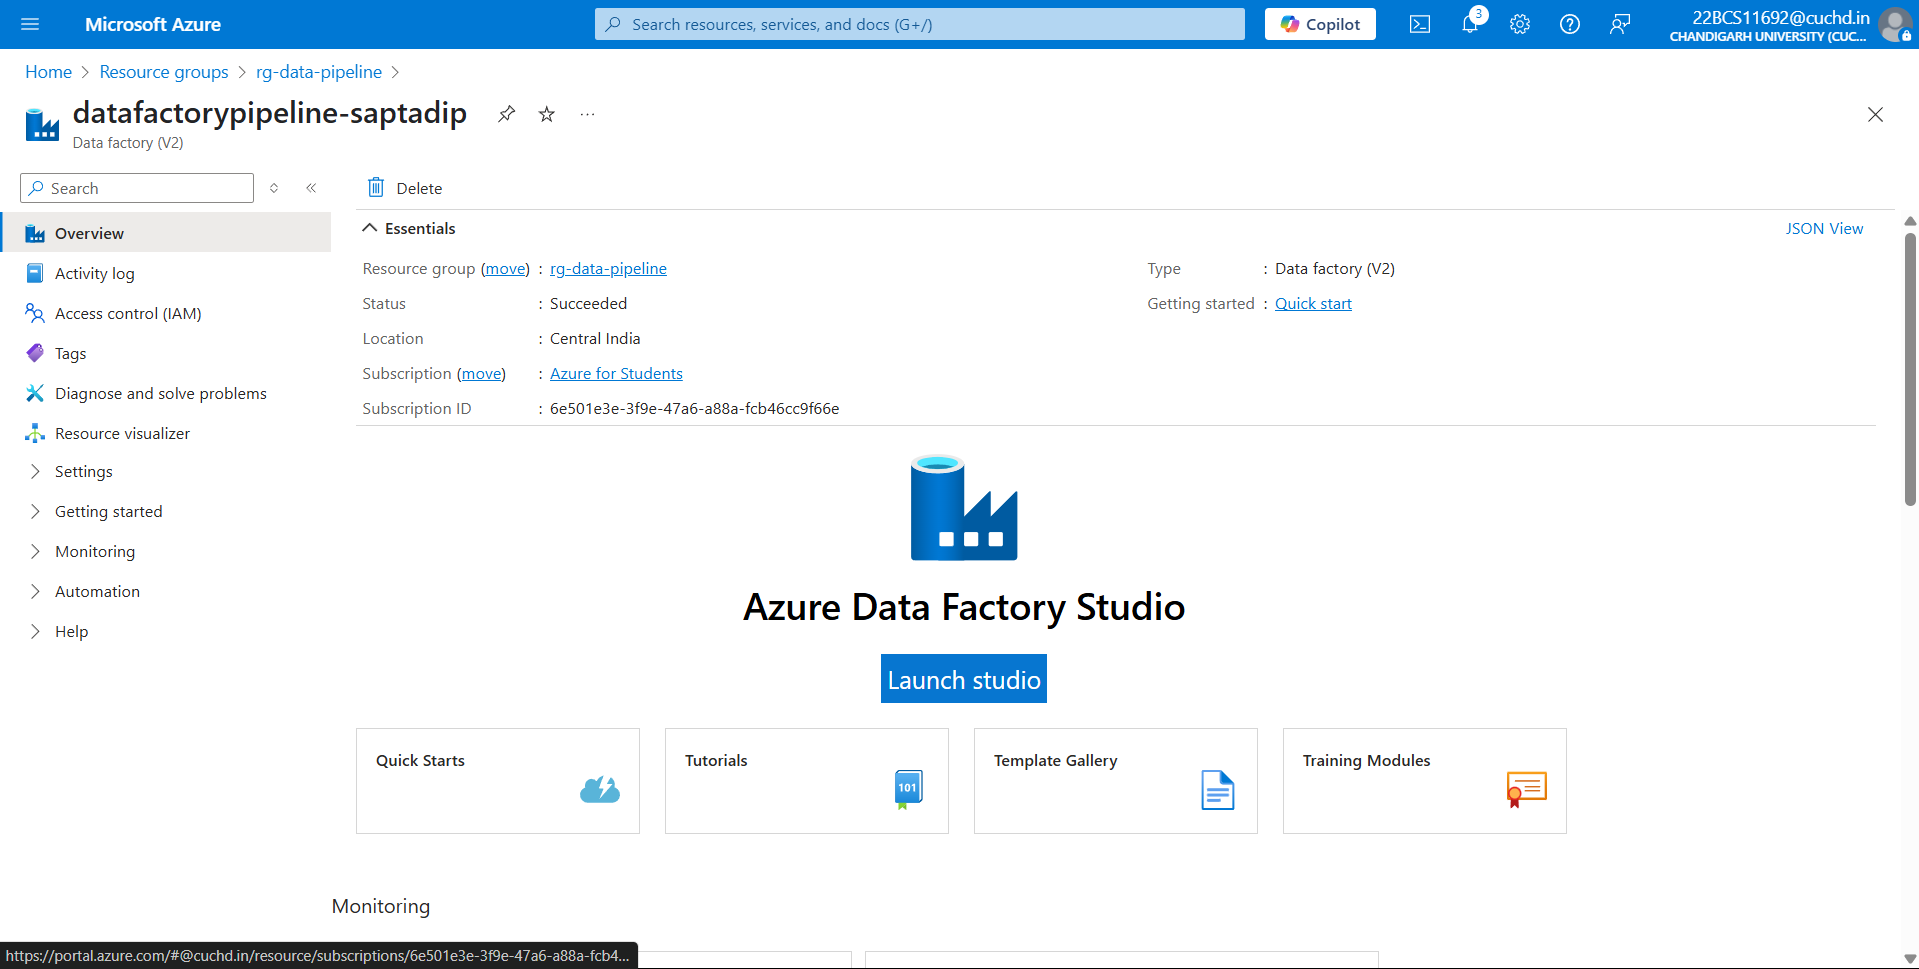 Microsoft Azure
Search resources, services, and docs (G+/)
Copilot
3
22BCS11692@cuchd.in
CHANDIGARH UNIVERSITY (CUC...
Home > Resource groups > rg-data-pipeline >
datafactorypipeline-saptadip
...
Data factory (V2)
Search
Delete
Overview
Activity log
Access control (IAM)
Tags
Diagnose and solve problems
Resource visualizer
Settings
Getting started
Monitoring
Automation
Help
Essentials
JSON View
Resource group (move) : rg-data-pipeline
Status : Succeeded
Location : Central India
Subscription (move) : Azure for Students
Subscription ID : 6e501e3e-3f9e-47a6-a88a-fcb46cc9f66e
Type : Data factory (V2)
Getting started : Quick start
Azure Data Factory Studio
Launch studio
Quick Starts
Tutorials
101
Template Gallery
Training Modules
Monitoring
https://portal.azure.com/#@cuchd.in/resource/subscriptions/6e501e3e-3f9e-47a6-a88a-fcb4...